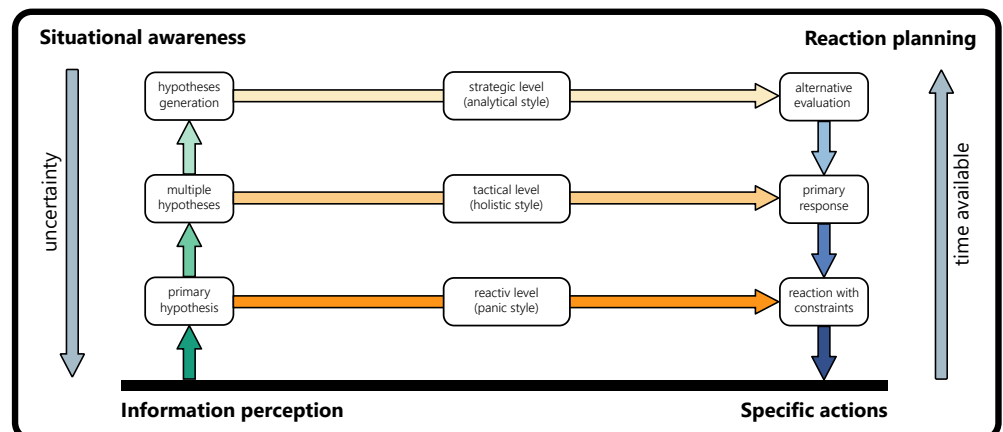 Situational awareness
Reaction planning
hypotheses
generation
strategic level
(analytical style)
alternative
evaluation
uncertainty
time available
multiple
hypotheses
tactical level
(holistic style)
primary
response
primary
hypothesis
reactiv level
(panic style)
reaction with
constraints
Information perception
Specific actions